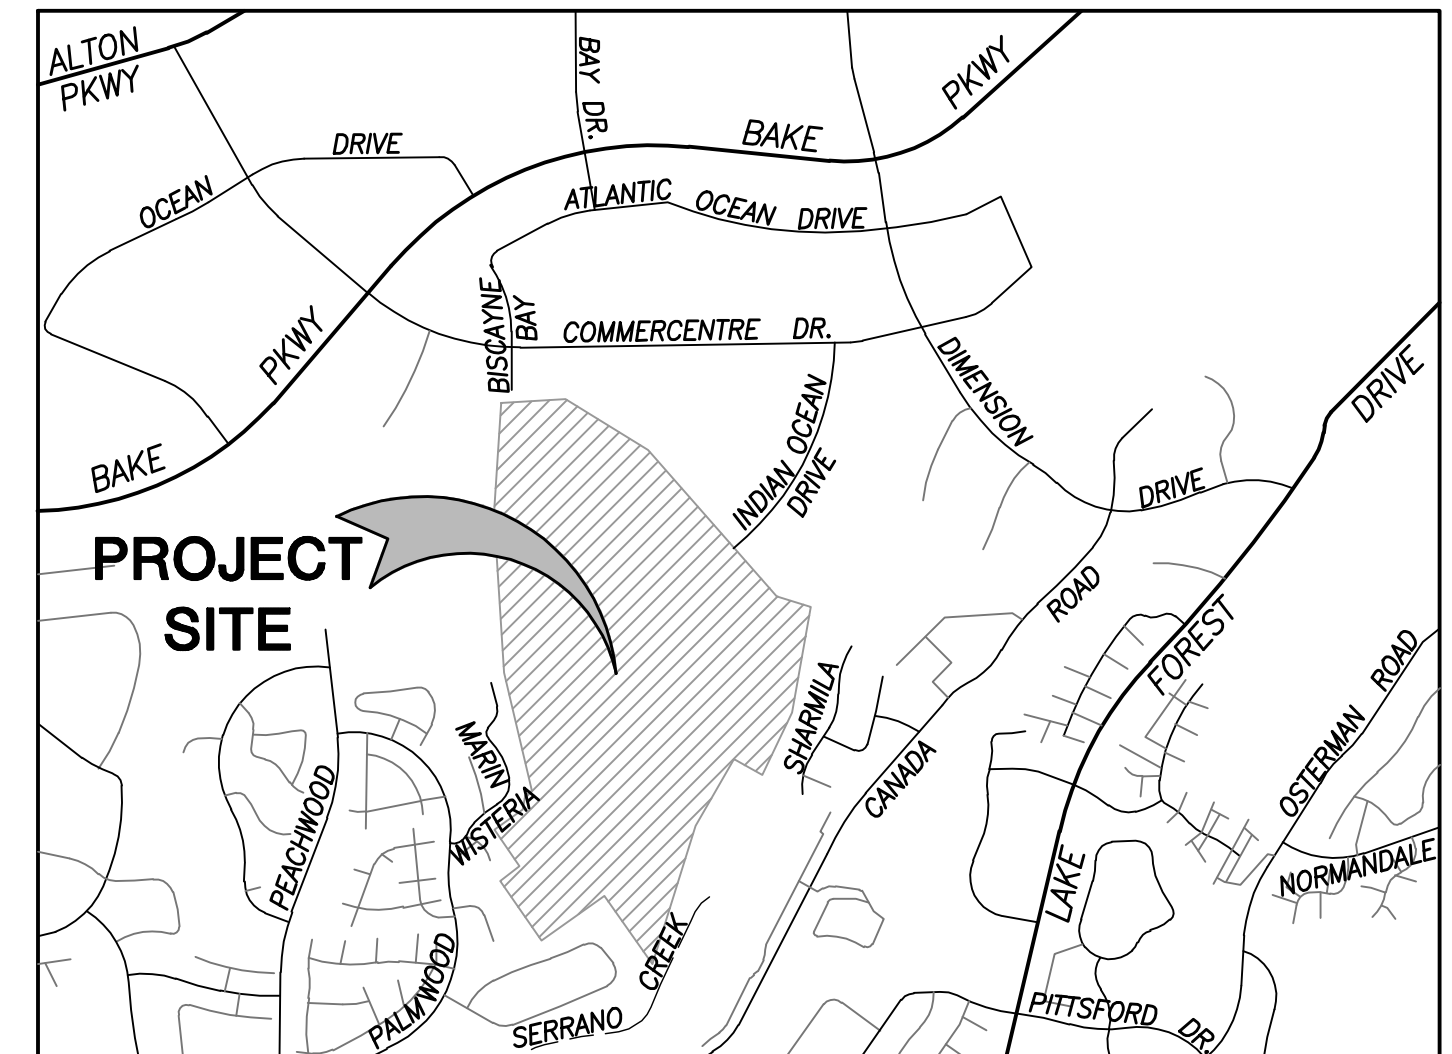 ALTON
PKWY
BAY DR.
PKWY
BAKE
DRIVE
OCEAN
ATLANTIC OCEAN DRIVE
BISCAYNE
BAY
COMMERCENTRE DR.
PKWY
DIMENSION
DRIVE
INDIAN OCEAN
DRIVE
BAKE
DRIVE
PROJECT
SITE
ROAD
FOREST
ROAD
SHARMILA
MARIN
OSTERMAN
CANADA
PEACHWOOD
WISTERIA
NORMANDALE
LAKE
CREEK
PALMWOOD
SERRANO
PITTSFORD DR.